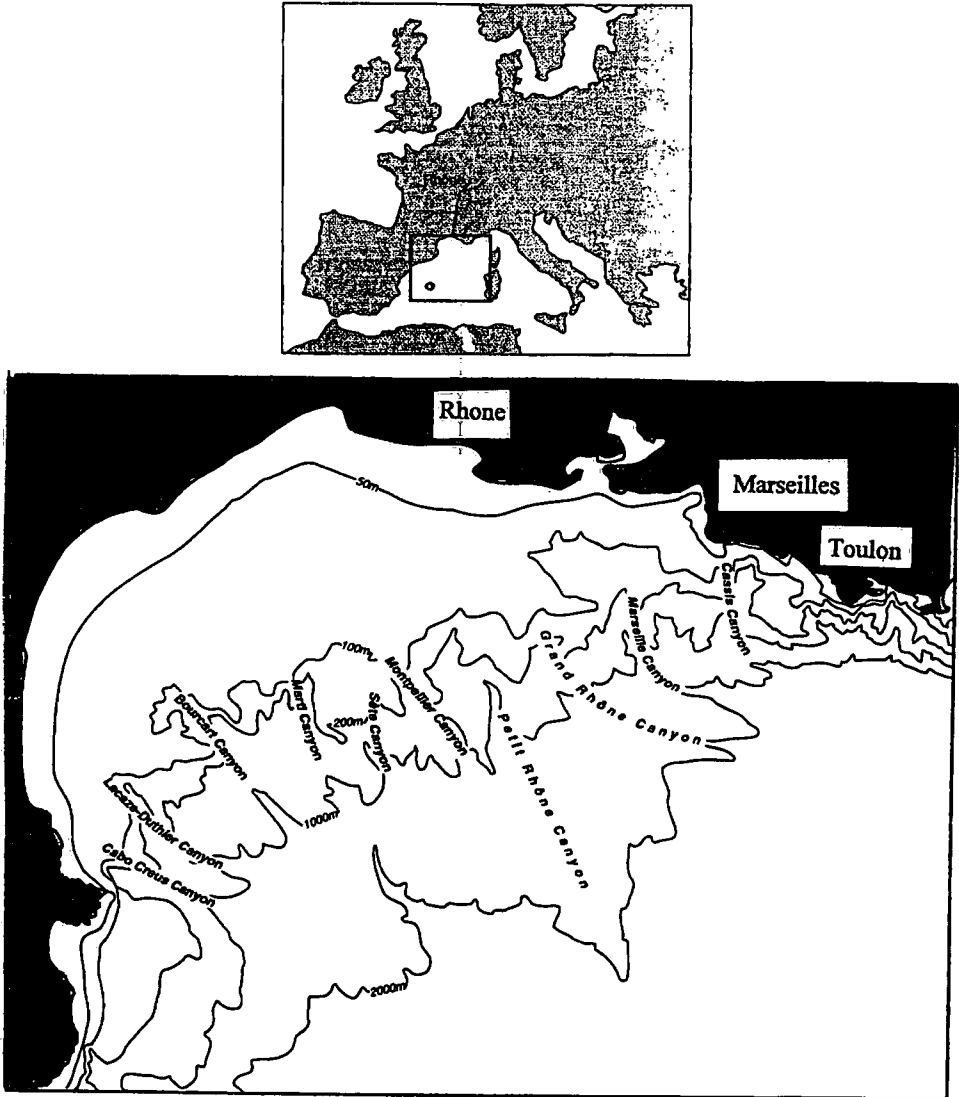 Rhône
Rhone
Marseilles
Toulon
50m
100m
200m
1000m
2000m
Cassis Canyon
Marseille Canyon
Grand Rhône Canyon
Petit Rhône Canyon
Montpellier Canyon
Sète Canyon
Marti Canyon
Bourcart Canyon
Lacaze-Duthier Canyon
Cabo Creus Canyon